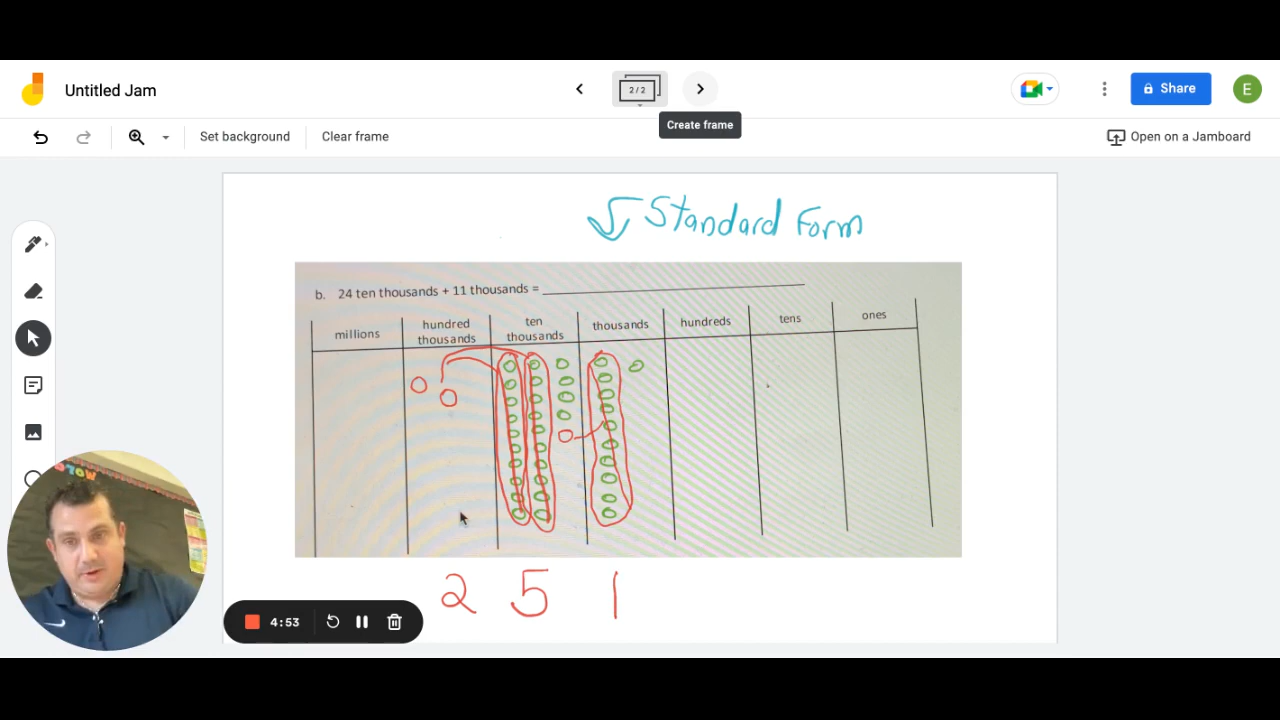 Untitled Jam
2 / 2
Create frame
Share
E
Set background
Clear frame
Open on a Jamboard
Standard Form
b. 24 ten thousands + 11 thousands =
millions
hundred thousands
ten thousands
thousands
hundreds
tens
ones
2 5 1
4:53